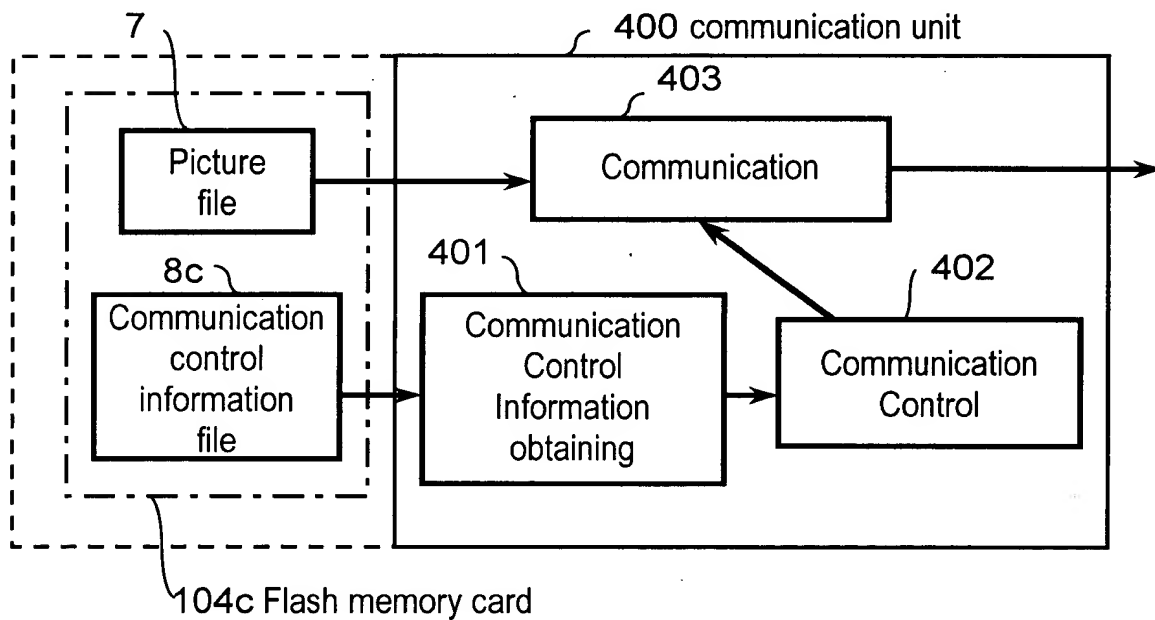 7
400 communication unit
403
Picture
file
Communication
8c
401
402
Communication
control
information
file
Communication
Control
Information
obtaining
Communication
Control
104c Flash memory card